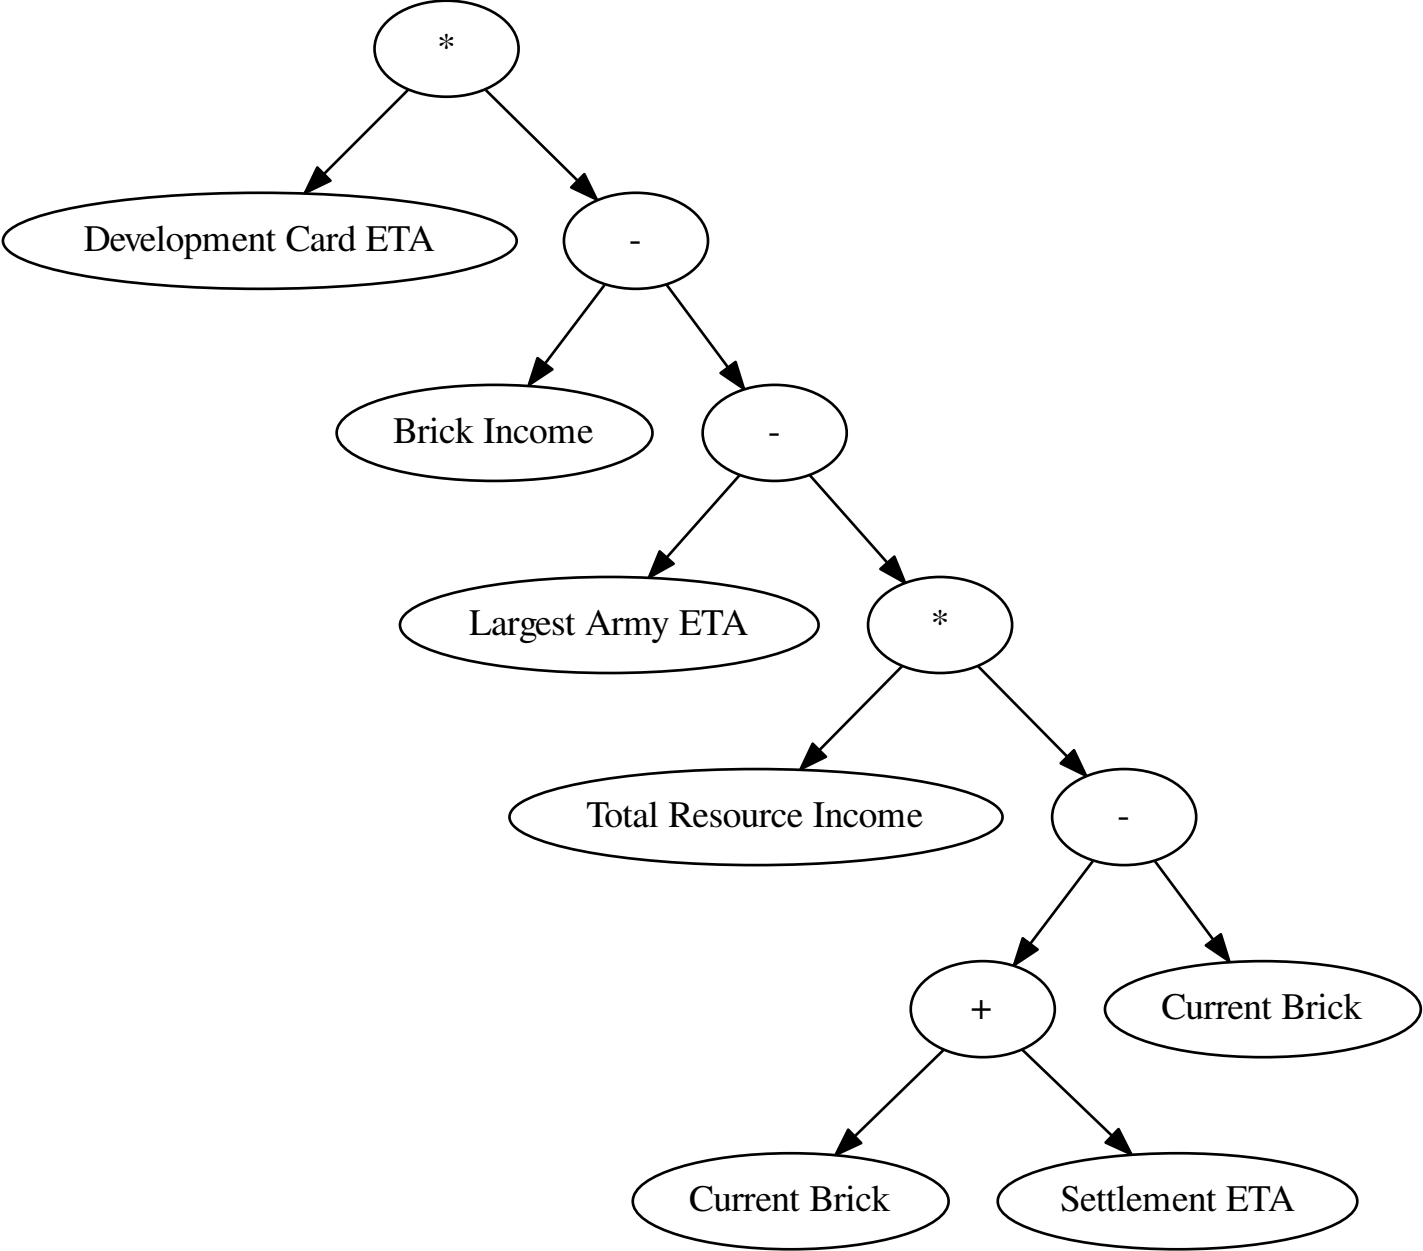 *
Development Card ETA
-
Brick Income
-
Largest Army ETA
*
Total Resource Income
-
+
Current Brick
Current Brick
Settlement ETA